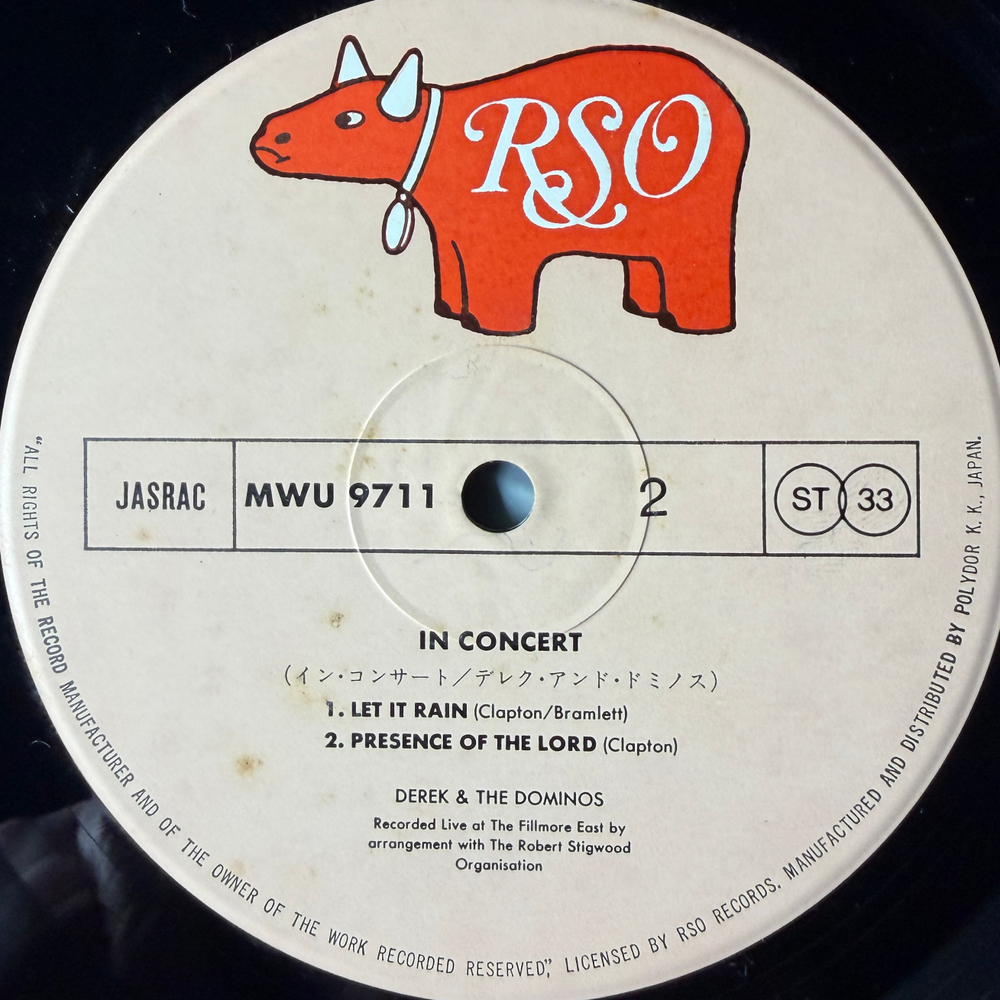 RSO
JASRAC
MWU 9711
2
ST 33
IN CONCERT
(イン・コンサート/デレク・アンド・ドミノス)
1. LET IT RAIN (Clapton/Bramlett)
2. PRESENCE OF THE LORD (Clapton)
DEREK & THE DOMINOS
Recorded Live at The Fillmore East by
arrangement with The Robert Stigwood
Organisation
"ALL RIGHTS OF THE RECORD MANUFACTURER AND OF THE OWNER OF THE WORK RECORDED RESERVED", LICENSED BY RSO RECORDS. MANUFACTURED AND DISTRIBUTED BY POLYDOR K. K., JAPAN.